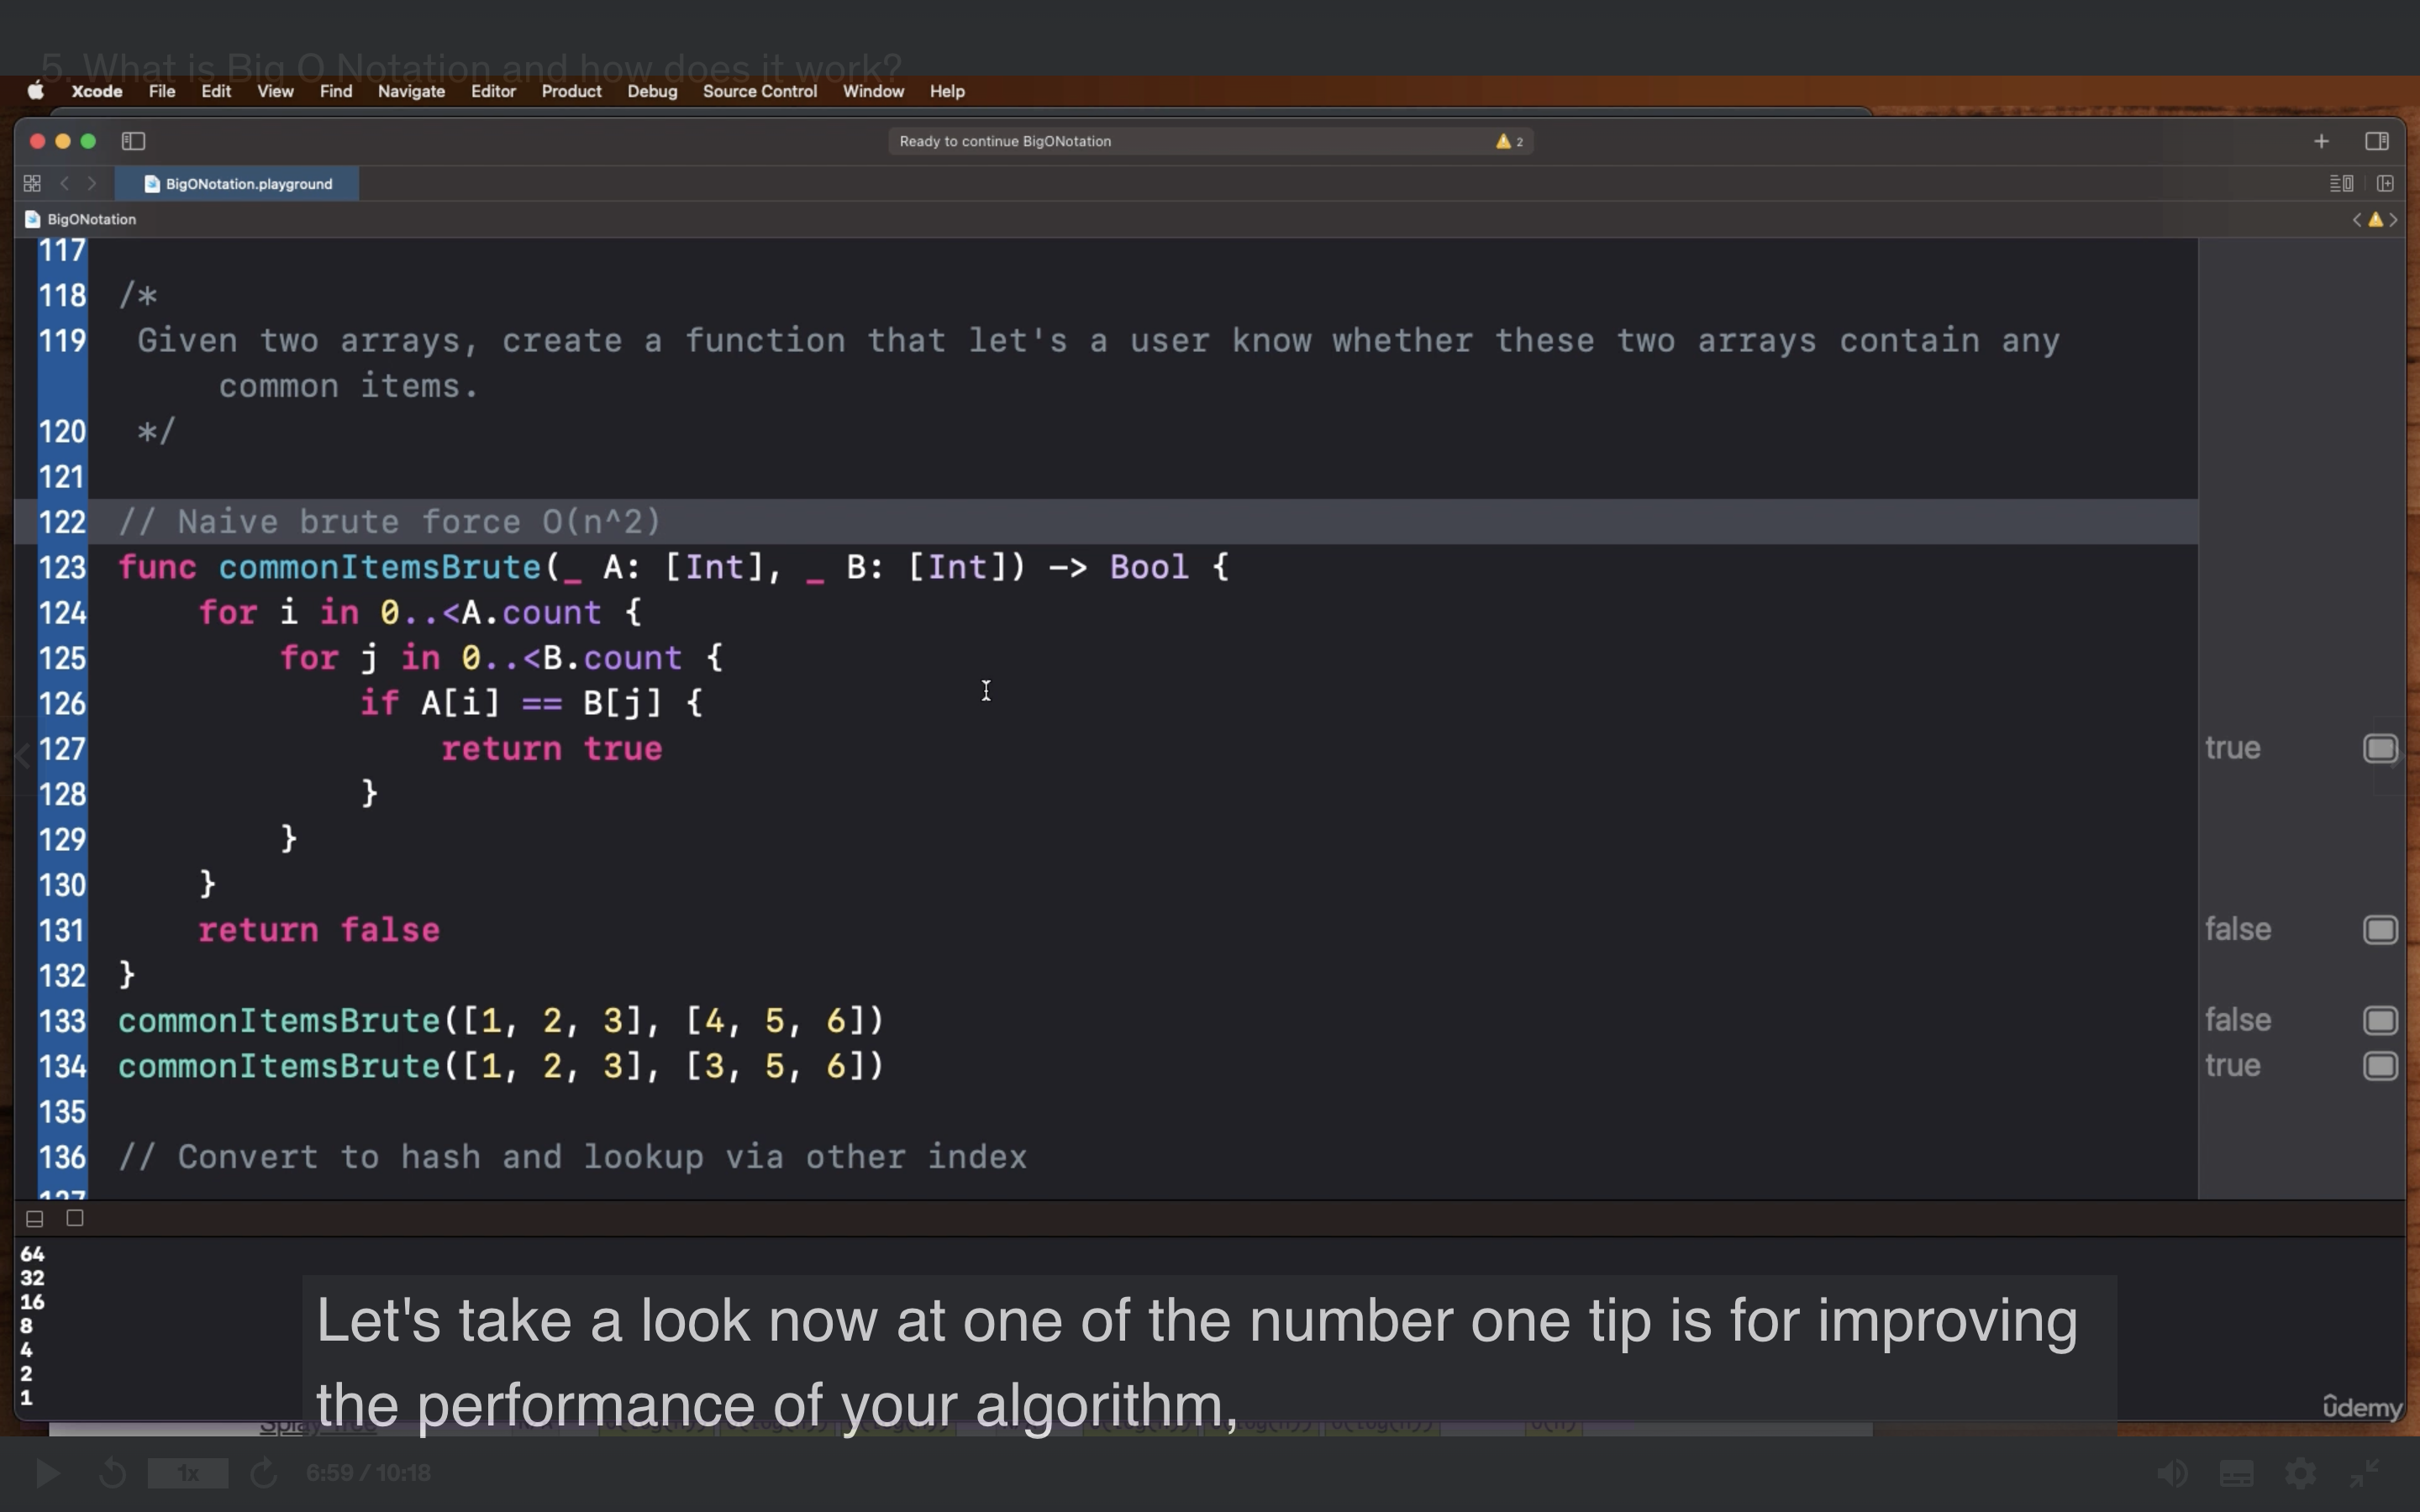 5. What is Big O Notation and how does it work?
Xcode File Edit View Find Navigate Editor Product Debug Source Control Window Help
Ready to continue BigONotation 2
BigONotation.playground
BigONotation
117
118 /*
119 Given two arrays, create a function that let's a user know whether these two arrays contain any
common items.
120 */
121
122 // Naive brute force O(n^2)
123 func commonItemsBrute(_ A: [Int], _ B: [Int]) -> Bool {
124 for i in 0..<A.count {
125 for j in 0..<B.count {
126 if A[i] == B[j] {
127 return true true
128 }
129 }
130 }
131 return false false
132 }
133 commonItemsBrute([1, 2, 3], [4, 5, 6]) false
134 commonItemsBrute([1, 2, 3], [3, 5, 6]) true
135
136 // Convert to hash and lookup via other index
137
64
32
16
8
4
2
1
Let's take a look now at one of the number one tip is for improving
the performance of your algorithm,
ûdemy
1x 6:59 / 10:18